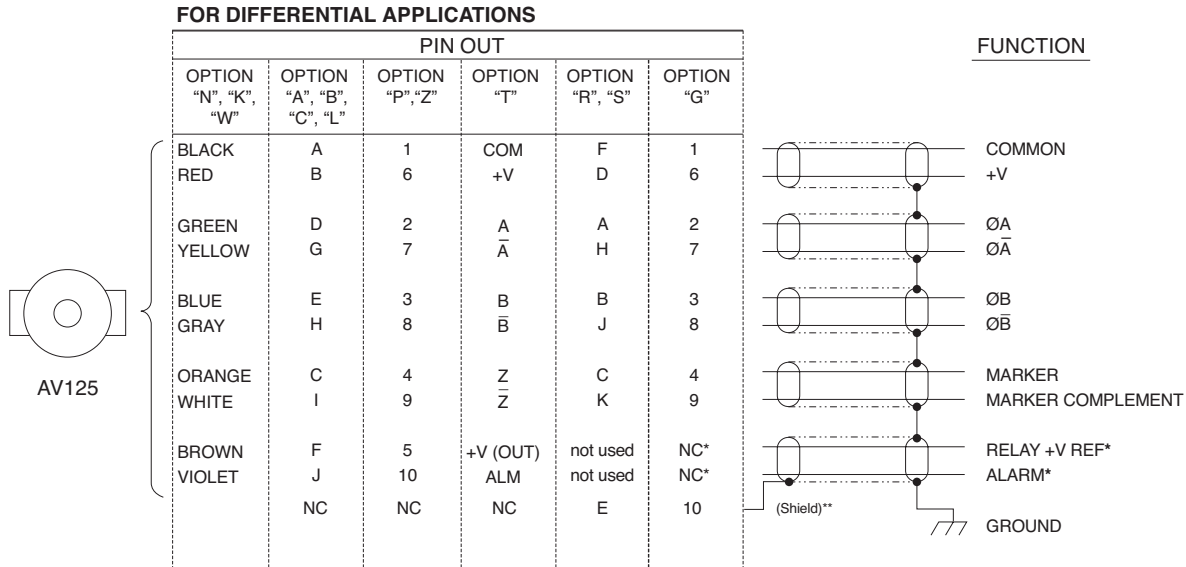 FOR DIFFERENTIAL APPLICATIONS
PIN OUT
FUNCTION
OPTION "N", "K", "W"
OPTION "A", "B", "C", "L"
OPTION "P","Z"
OPTION "T"
OPTION "R", "S"
OPTION "G"
BLACK A 1 COM F 1 COMMON
RED B 6 +V D 6 +V
GREEN D 2 A A 2 ØA
YELLOW G 7 A̅ H 7 ØA̅
BLUE E 3 B B 3 ØB
GRAY H 8 B̅ J 8 ØB̅
ORANGE C 4 Z C 4 MARKER
WHITE I 9 Z̅ K 9 MARKER COMPLEMENT
BROWN F 5 +V (OUT) not used NC* RELAY +V REF*
VIOLET J 10 ALM not used NC* ALARM*
NC NC NC E 10 (Shield)**
GROUND
AV125